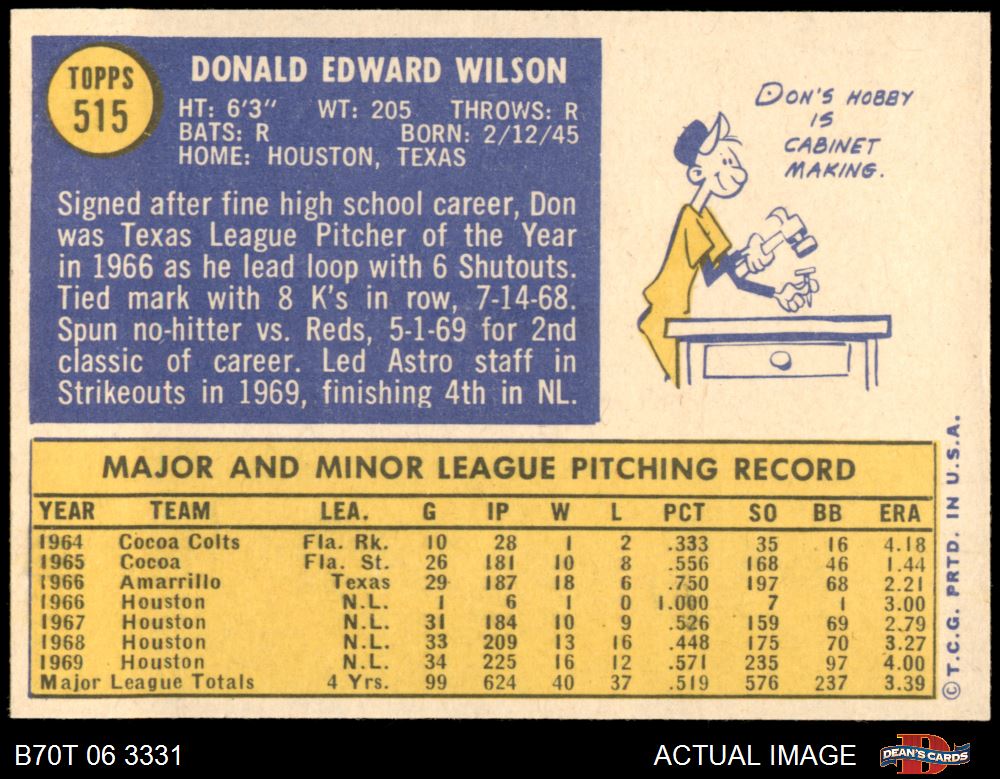 TOPPS
515
DONALD EDWARD WILSON
HT: 6'3" WT: 205 THROWS: R
BATS: R BORN: 2/12/45
HOME: HOUSTON, TEXAS
Signed after fine high school career, Don
was Texas League Pitcher of the Year
in 1966 as he lead loop with 6 Shutouts.
Tied mark with 8 K's in row, 7-14-68.
Spun no-hitter vs. Reds, 5-1-69 for 2nd
classic of career. Led Astro staff in
Strikeouts in 1969, finishing 4th in NL.
DON'S HOBBY
IS
CABINET
MAKING.
MAJOR AND MINOR LEAGUE PITCHING RECORD
YEAR TEAM LEA. G IP W L PCT SO BB ERA
1964 Cocoa Colts Fla. Rk. 10 28 1 2 .333 35 16 4.18
1965 Cocoa Fla. St. 26 181 10 8 .556 168 46 1.44
1966 Amarrillo Texas 29 187 18 6 .750 197 68 2.21
1966 Houston N.L. 1 6 1 0 1.000 7 1 3.00
1967 Houston N.L. 31 184 10 9 .526 159 69 2.79
1968 Houston N.L. 33 209 13 16 .448 175 70 3.27
1969 Houston N.L. 34 225 16 12 .571 235 97 4.00
Major League Totals 4 Yrs. 99 624 40 37 .519 576 237 3.39
© T.C.G. PRTD. IN U.S.A.
B70T 06 3331 ACTUAL IMAGE DEAN'S CARDS